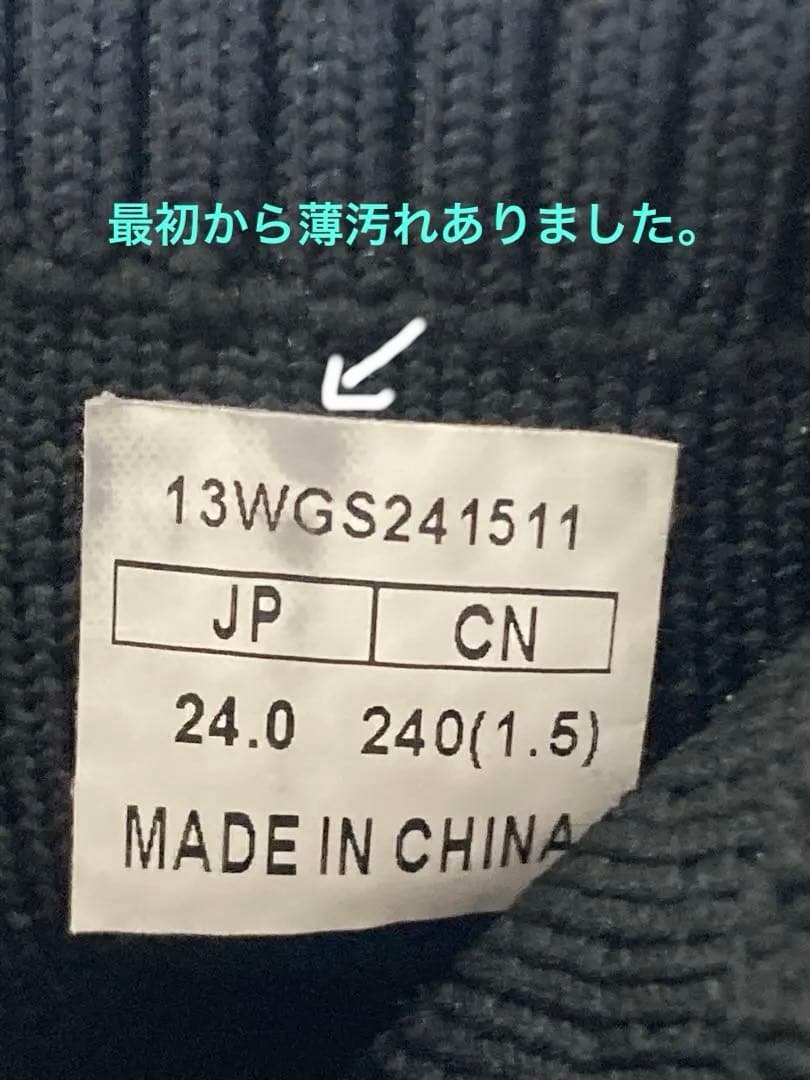 最初から薄汚れありました。
13WGS241511
JP CN
24.0 240(1.5)
MADE IN CHINA